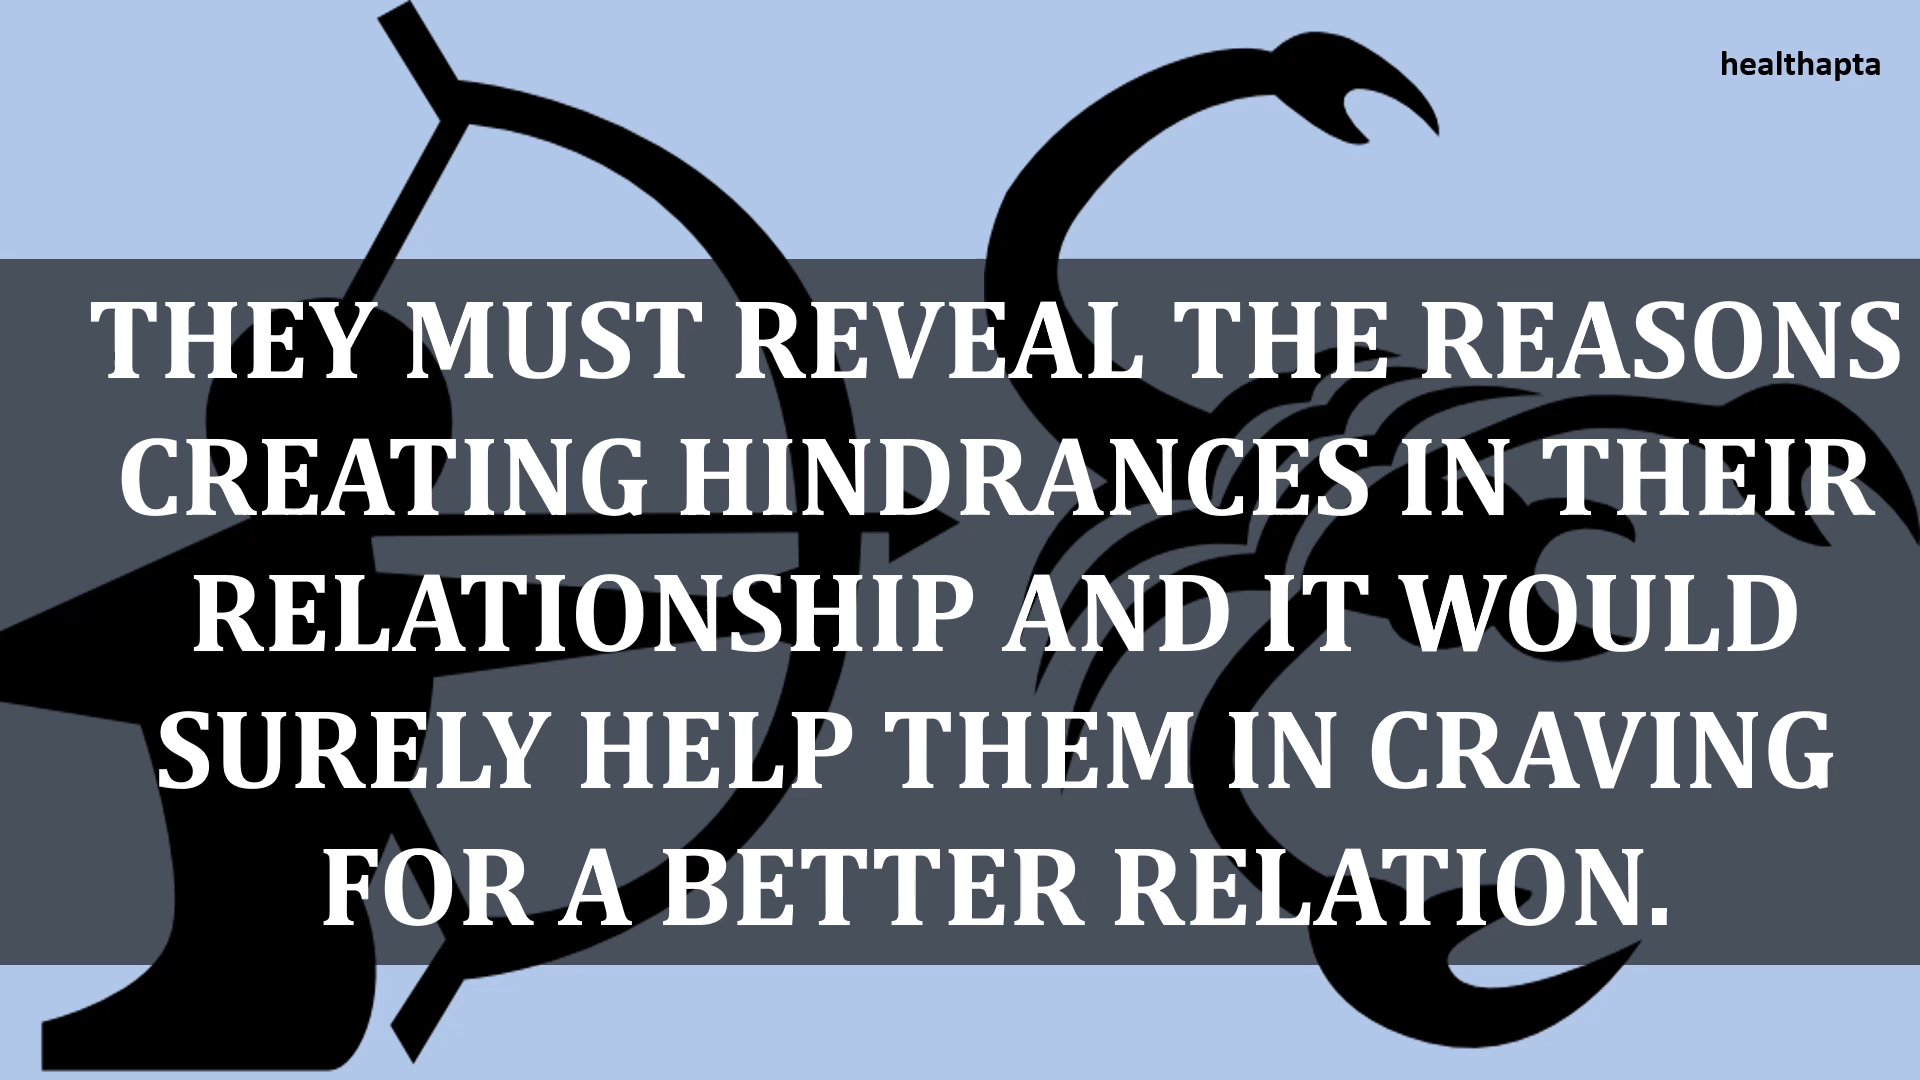 healthapta
THEY MUST REVEAL THE REASONS
CREATING HINDRANCES IN THEIR
RELATIONSHIP AND IT WOULD
SURELY HELP THEM IN CRAVING
FOR A BETTER RELATION.